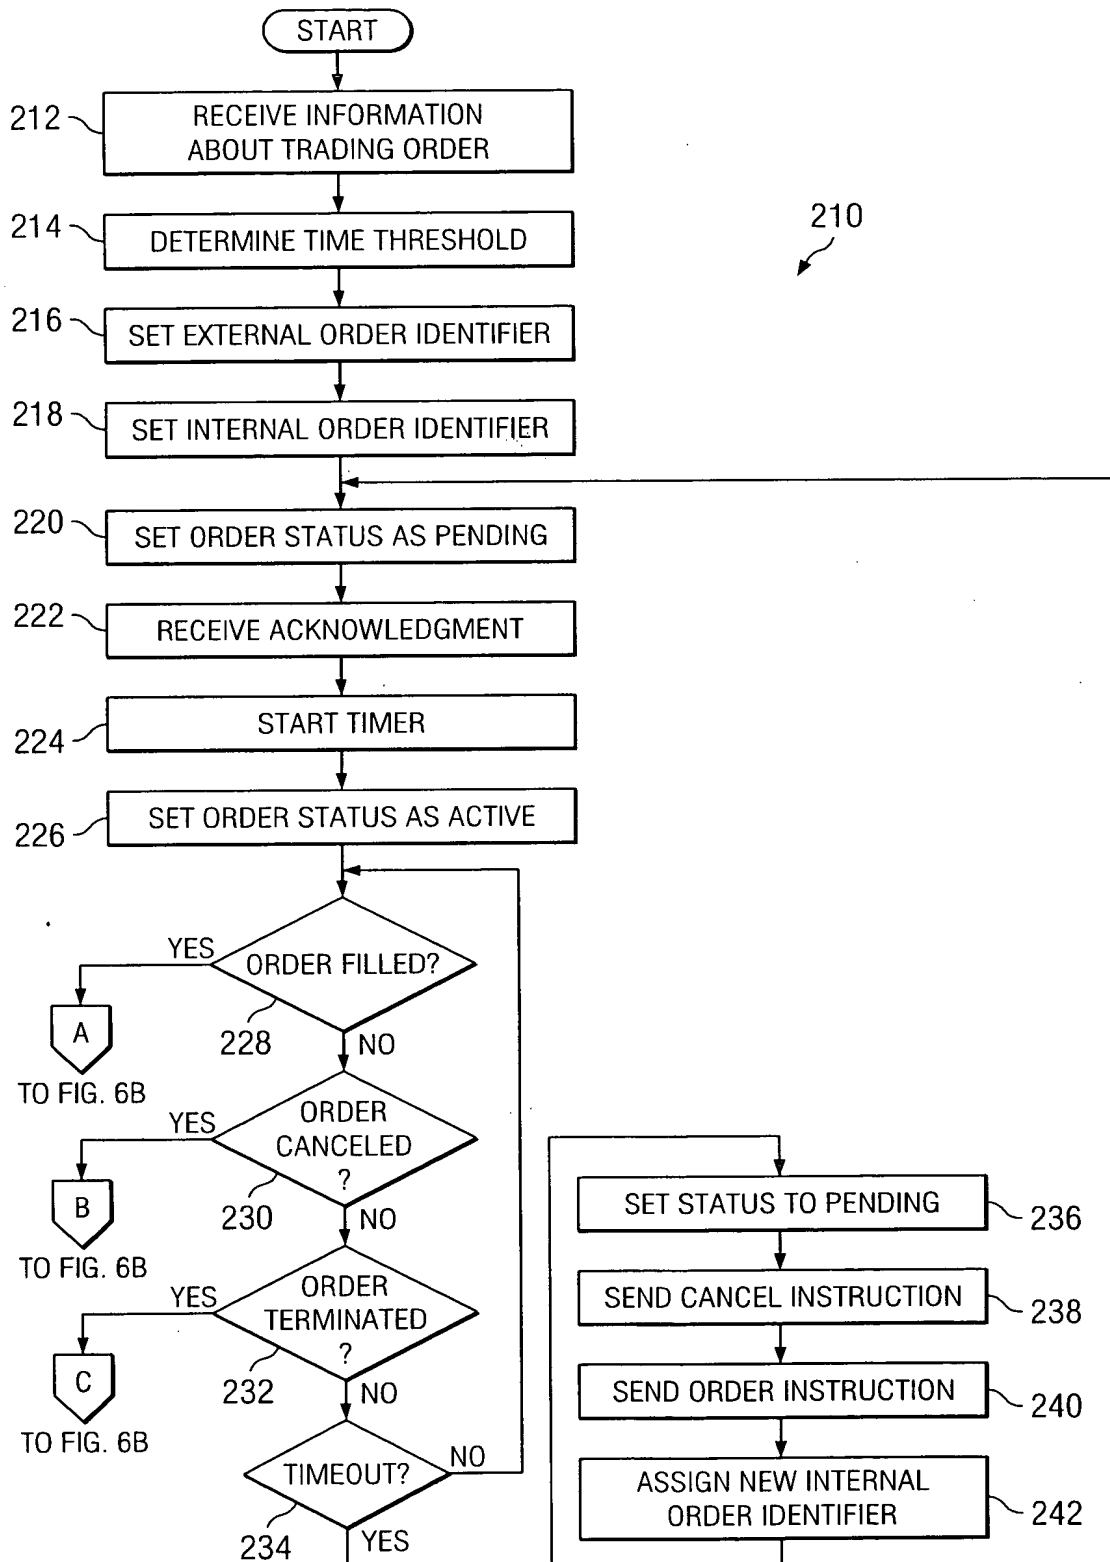 START
212
RECEIVE INFORMATION
ABOUT TRADING ORDER
214
DETERMINE TIME THRESHOLD
210
216
SET EXTERNAL ORDER IDENTIFIER
218
SET INTERNAL ORDER IDENTIFIER
220
SET ORDER STATUS AS PENDING
222
RECEIVE ACKNOWLEDGMENT
224
START TIMER
226
SET ORDER STATUS AS ACTIVE
YES
ORDER FILLED?
A
228
NO
TO FIG. 6B
YES
ORDER
CANCELED
?
B
230
NO
TO FIG. 6B
YES
ORDER
TERMINATED
?
C
232
NO
TO FIG. 6B
TIMEOUT?
NO
234
YES
SET STATUS TO PENDING
236
SEND CANCEL INSTRUCTION
238
SEND ORDER INSTRUCTION
240
ASSIGN NEW INTERNAL
ORDER IDENTIFIER
242